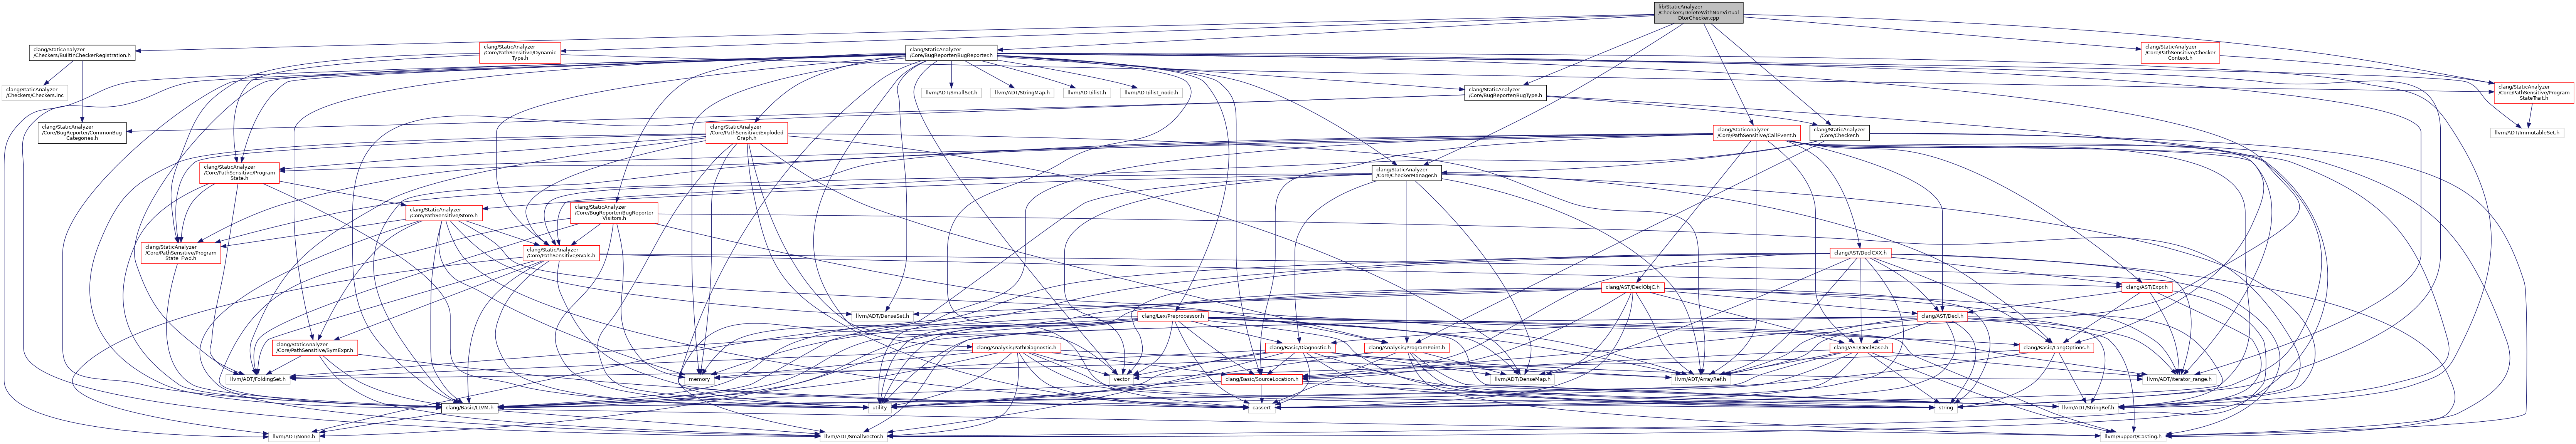 lib/StaticAnalyzer
/Checkers/DeleteWithNonVirtual
DtorChecker.cpp
clang/StaticAnalyzer
/Checkers/BuiltinCheckerRegistration.h
clang/StaticAnalyzer
/Core/PathSensitive/Dynamic
Type.h
clang/StaticAnalyzer
/Core/BugReporter/BugReporter.h
clang/StaticAnalyzer
/Core/PathSensitive/Checker
Context.h
clang/StaticAnalyzer
/Checkers/Checkers.inc
llvm/ADT/SmallSet.h
llvm/ADT/StringMap.h
llvm/ADT/ilist.h
llvm/ADT/ilist_node.h
clang/StaticAnalyzer
/Core/BugReporter/BugType.h
clang/StaticAnalyzer
/Core/PathSensitive/Program
StateTrait.h
clang/StaticAnalyzer
/Core/BugReporter/CommonBug
Categories.h
clang/StaticAnalyzer
/Core/PathSensitive/Exploded
Graph.h
clang/StaticAnalyzer
/Core/PathSensitive/CallEvent.h
clang/StaticAnalyzer
/Core/Checker.h
llvm/ADT/ImmutableSet.h
clang/StaticAnalyzer
/Core/PathSensitive/Program
State.h
clang/StaticAnalyzer
/Core/CheckerManager.h
clang/StaticAnalyzer
/Core/PathSensitive/Store.h
clang/StaticAnalyzer
/Core/BugReporter/BugReporter
Visitors.h
clang/StaticAnalyzer
/Core/PathSensitive/Program
State_Fwd.h
clang/StaticAnalyzer
/Core/PathSensitive/SVals.h
clang/AST/DeclCXX.h
clang/AST/DeclObjC.h
clang/AST/Expr.h
llvm/ADT/DenseSet.h
clang/Lex/Preprocessor.h
clang/AST/Decl.h
clang/StaticAnalyzer
/Core/PathSensitive/SymExpr.h
clang/Analysis/PathDiagnostic.h
clang/Basic/Diagnostic.h
clang/Analysis/ProgramPoint.h
clang/AST/DeclBase.h
clang/Basic/LangOptions.h
llvm/ADT/FoldingSet.h
memory
vector
clang/Basic/SourceLocation.h
llvm/ADT/DenseMap.h
llvm/ADT/ArrayRef.h
llvm/ADT/iterator_range.h
clang/Basic/LLVM.h
utility
cassert
string
llvm/ADT/StringRef.h
llvm/ADT/None.h
llvm/ADT/SmallVector.h
llvm/Support/Casting.h